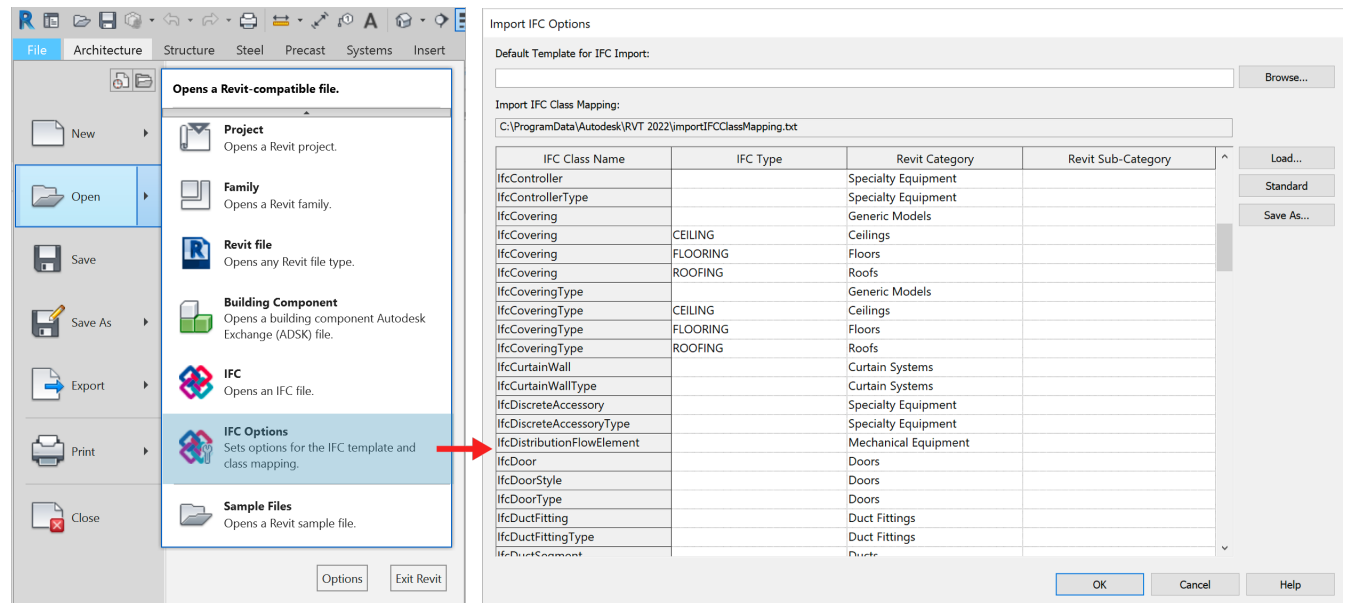 File Architecture Structure Steel Precast Systems Insert
Opens a Revit-compatible file.
New
Open
Save
Save As
Export
Print
Close
Project
Opens a Revit project.
Family
Opens a Revit family.
Revit file
Opens any Revit file type.
Building Component
Opens a building component Autodesk
Exchange (ADSK) file.
IFC
Opens an IFC file.
IFC Options
Sets options for the IFC template and
class mapping.
Sample Files
Opens a Revit sample file.
Options Exit Revit
Import IFC Options
Default Template for IFC Import:
Browse...
Import IFC Class Mapping:
C:\ProgramData\Autodesk\RVT 2022\importIFCClassMapping.txt
IFC Class Name IFC Type Revit Category Revit Sub-Category
IfcController Specialty Equipment
IfcControllerType Specialty Equipment
IfcCovering Generic Models
IfcCovering CEILING Ceilings
IfcCovering FLOORING Floors
IfcCovering ROOFING Roofs
IfcCoveringType Generic Models
IfcCoveringType CEILING Ceilings
IfcCoveringType FLOORING Floors
IfcCoveringType ROOFING Roofs
IfcCurtainWall Curtain Systems
IfcCurtainWallType Curtain Systems
IfcDiscreteAccessory Specialty Equipment
IfcDiscreteAccessoryType Specialty Equipment
IfcDistributionFlowElement Mechanical Equipment
IfcDoor Doors
IfcDoorStyle Doors
IfcDoorType Doors
IfcDuctFitting Duct Fittings
IfcDuctFittingType Duct Fittings
IfcDuctSegment Ducts
Load...
Standard
Save As...
OK Cancel Help